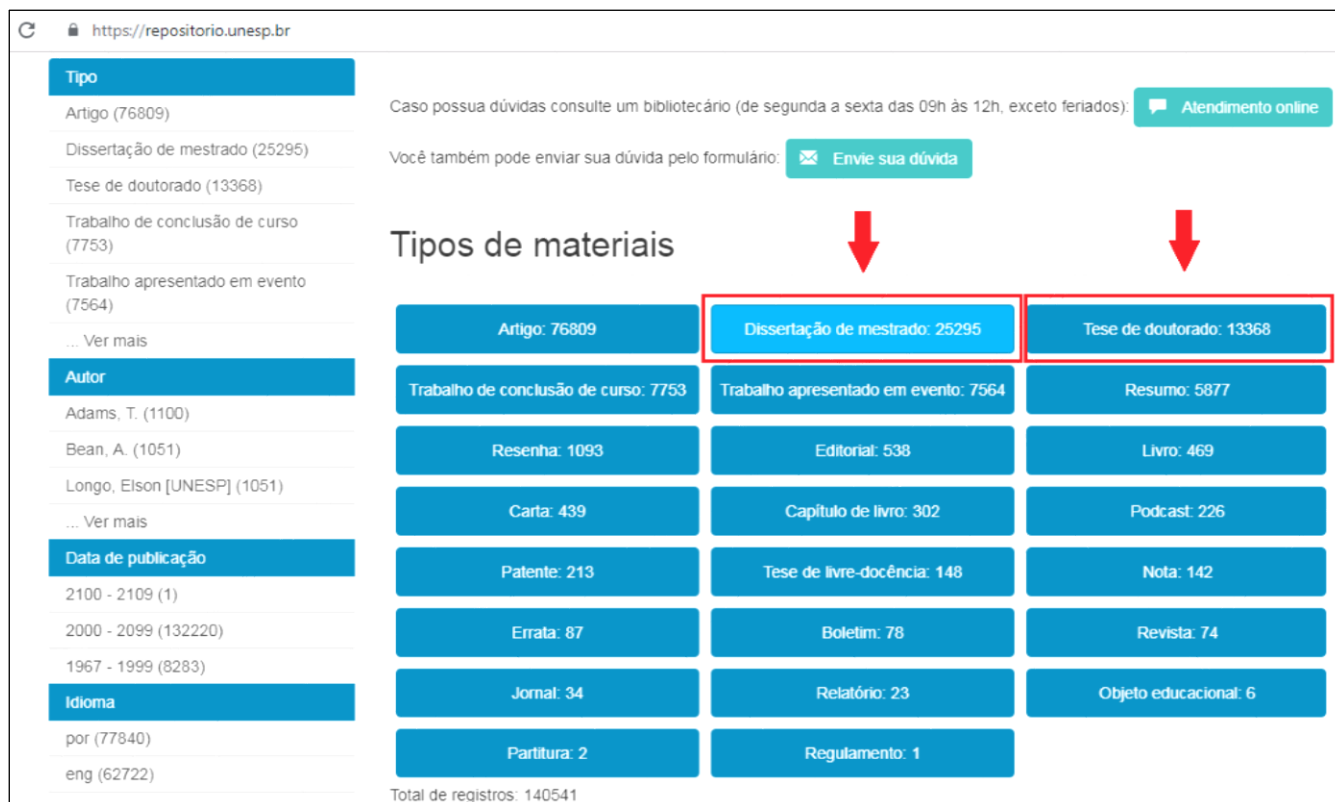 https://repositorio.unesp.br
Tipo
Artigo (76809)
Dissertação de mestrado (25295)
Tese de doutorado (13368)
Trabalho de conclusão de curso
(7753)
Trabalho apresentado em evento
(7564)
... Ver mais
Autor
Adams, T. (1100)
Bean, A. (1051)
Longo, Elson [UNESP] (1051)
... Ver mais
Data de publicação
2100 - 2109 (1)
2000 - 2099 (132220)
1967 - 1999 (8283)
Idioma
por (77840)
eng (62722)
Caso possua dúvidas consulte um bibliotecário (de segunda a sexta das 09h às 12h, exceto feriados): Atendimento online
Você também pode enviar sua dúvida pelo formulário: Envie sua dúvida
Tipos de materiais
Artigo: 76809 Dissertação de mestrado: 25295 Tese de doutorado: 13368
Trabalho de conclusão de curso: 7753 Trabalho apresentado em evento: 7564 Resumo: 5877
Resenha: 1093 Editorial: 538 Livro: 469
Carta: 439 Capítulo de livro: 302 Podcast: 226
Patente: 213 Tese de livre-docência: 148 Nota: 142
Errata: 87 Boletim: 78 Revista: 74
Jornal: 34 Relatório: 23 Objeto educacional: 6
Partitura: 2 Regulamento: 1
Total de registros: 140541